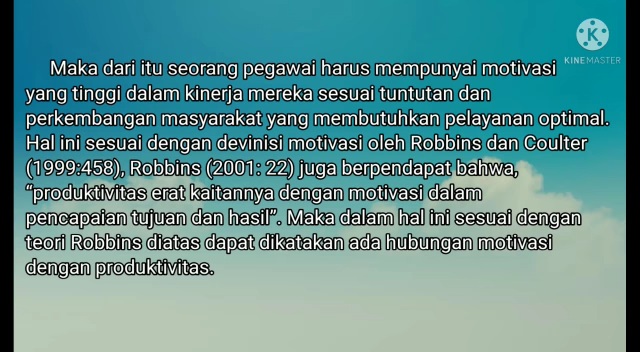 KINEMASTER
Maka dari itu seorang pegawai harus mempunyai motivasi
yang tinggi dalam kinerja mereka sesuai tuntutan dan
perkembangan masyarakat yang membutuhkan pelayanan optimal.
Hal ini sesuai dengan devinisi motivasi oleh Robbins dan Coulter
(1999:458), Robbins (2001: 22) juga berpendapat bahwa,
“produktivitas erat kaitannya dengan motivasi dalam
pencapaian tujuan dan hasil”. Maka dalam hal ini sesuai dengan
teori Robbins diatas dapat dikatakan ada hubungan motivasi
dengan produktivitas.